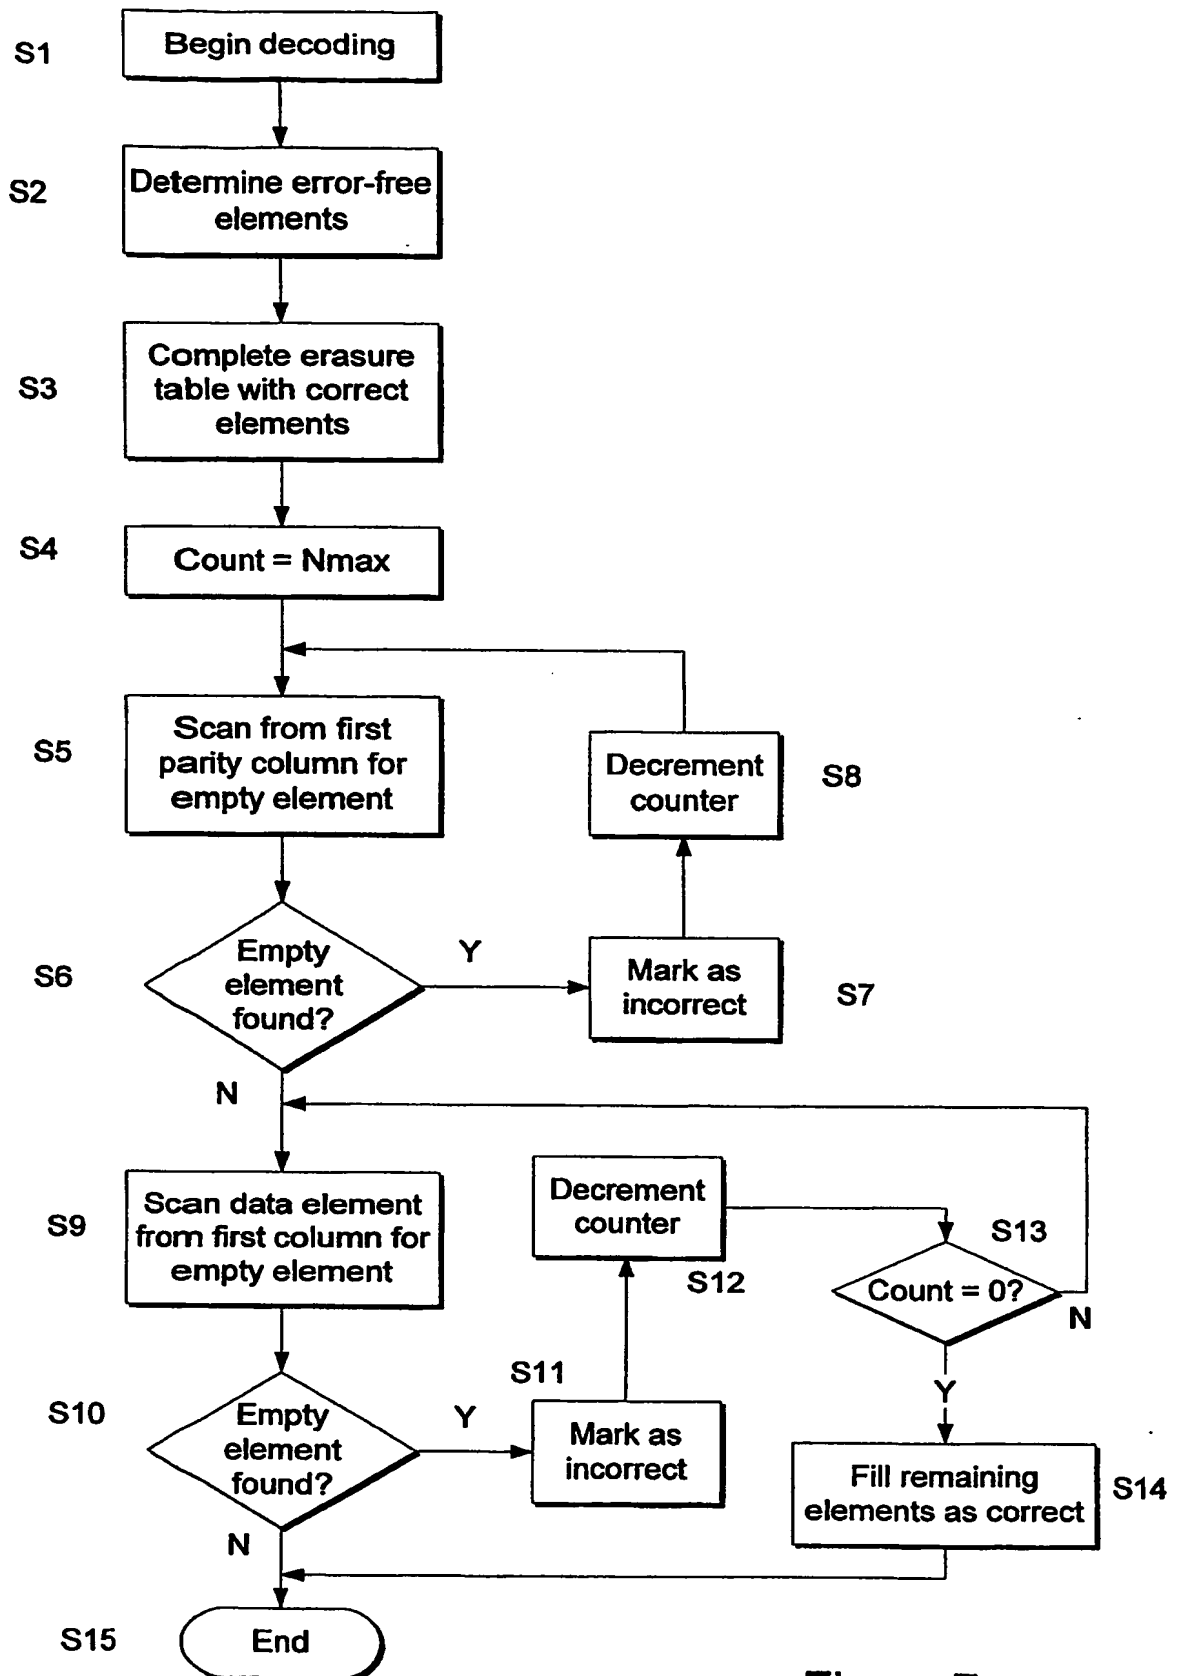 S1
Begin decoding
S2
Determine error-free
elements
S3
Complete erasure
table with correct
elements
S4
Count = Nmax
S5
Scan from first
parity column for
empty element
Decrement
counter
S8
S6
Empty
element
found?
Y
Mark as
incorrect
S7
N
S9
Scan data element
from first column for
empty element
Decrement
counter
S12
S13
Count = 0?
N
S10
Empty
element
found?
Y
S11
Mark as
incorrect
Y
Fill remaining
elements as correct
S14
N
S15
End